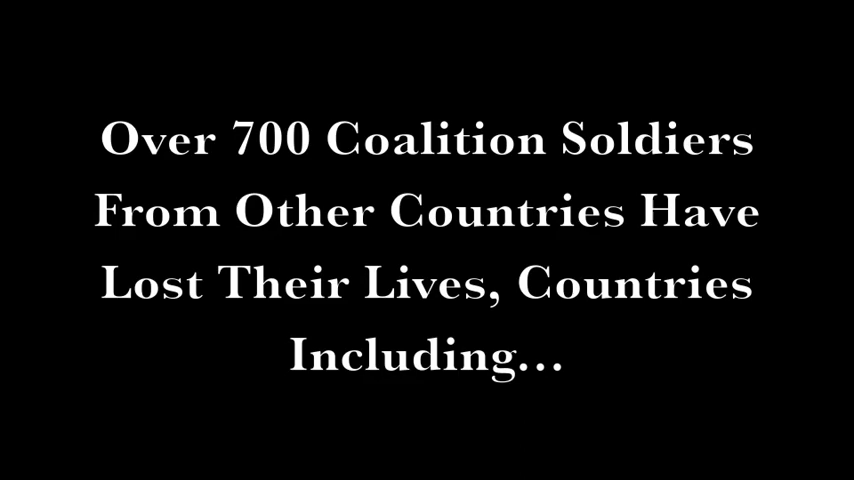 Over 700 Coalition Soldiers
From Other Countries Have
Lost Their Lives, Countries
Including...